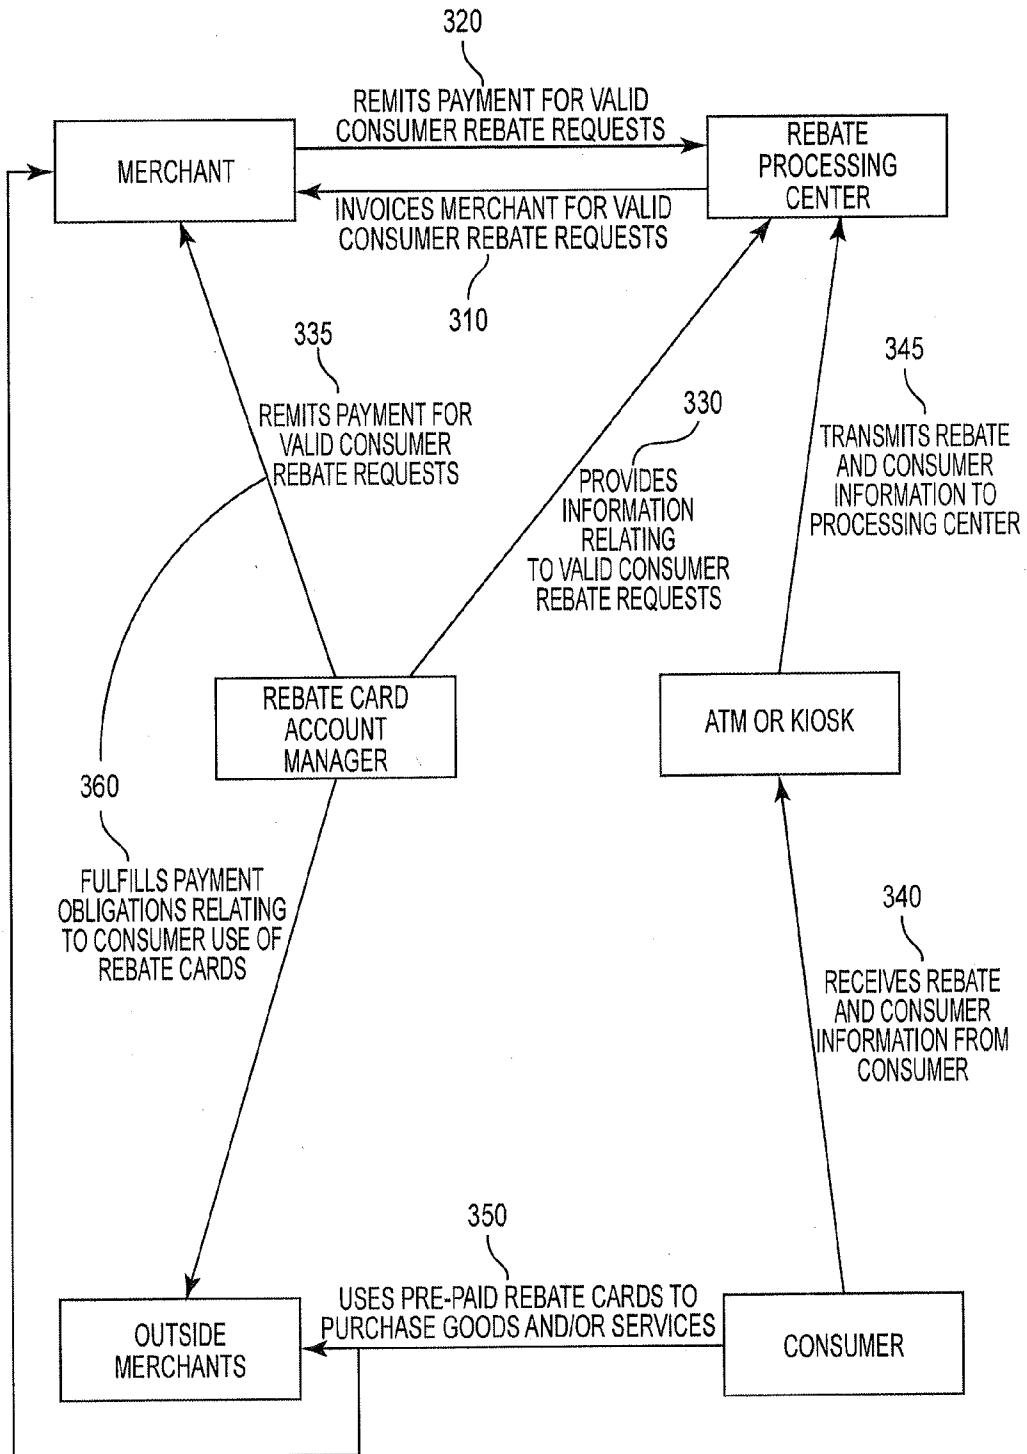 320
REMITS PAYMENT FOR VALID
CONSUMER REBATE REQUESTS
MERCHANT
REBATE
PROCESSING
CENTER
INVOICES MERCHANT FOR VALID
CONSUMER REBATE REQUESTS
310
335
REMITS PAYMENT FOR
VALID CONSUMER
REBATE REQUESTS
345
TRANSMITS REBATE
AND CONSUMER
INFORMATION TO
PROCESSING CENTER
330
PROVIDES
INFORMATION
RELATING
TO VALID CONSUMER
REBATE REQUESTS
REBATE CARD
ACCOUNT
MANAGER
ATM OR KIOSK
360
FULFILLS PAYMENT
OBLIGATIONS RELATING
TO CONSUMER USE OF
REBATE CARDS
340
RECEIVES REBATE
AND CONSUMER
INFORMATION FROM
CONSUMER
350
USES PRE-PAID REBATE CARDS TO
PURCHASE GOODS AND/OR SERVICES
OUTSIDE
MERCHANTS
CONSUMER